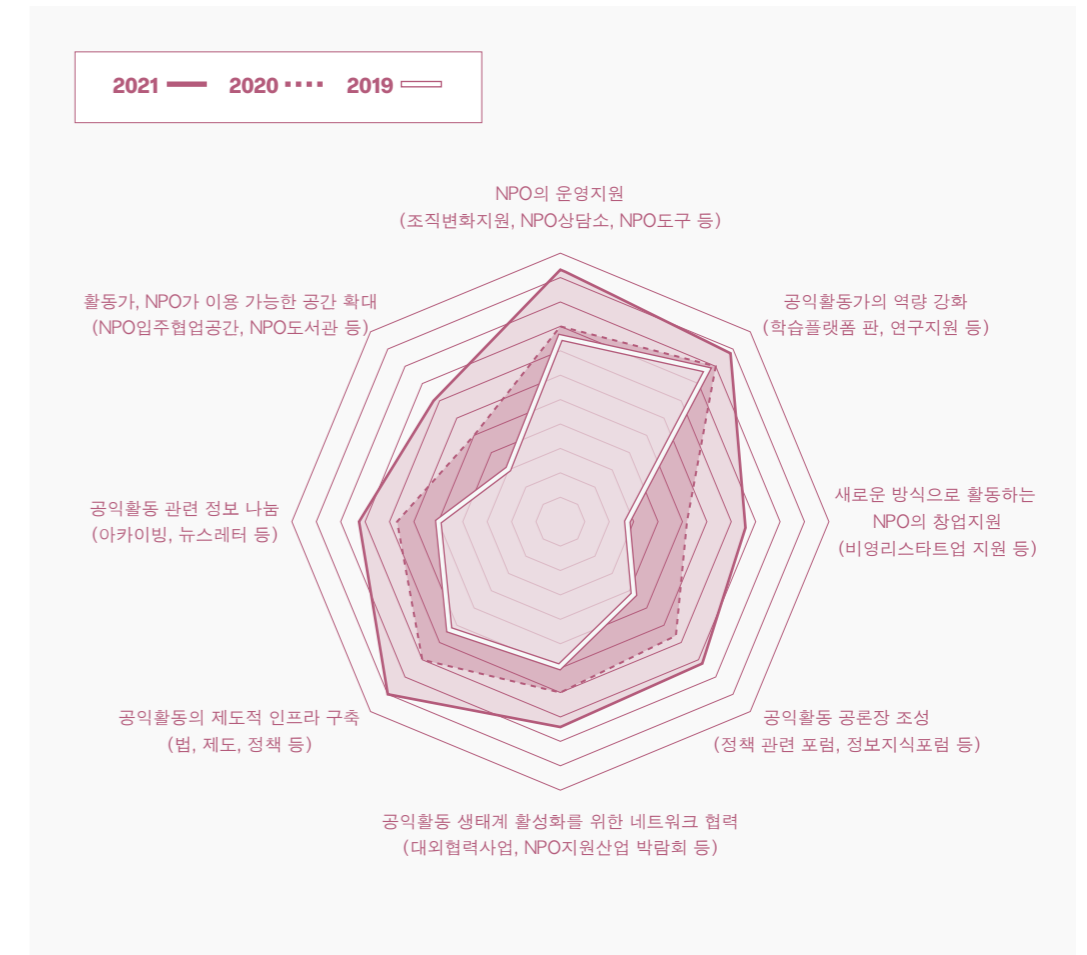 2021 2020 2019
NPO의 운영지원
(조직변화지원, NPO상담소, NPO도구 등)
활동가, NPO가 이용 가능한 공간 확대
(NPO입주협업공간, NPO도서관 등)
공익활동가의 역량 강화
(학습플랫폼 판, 연구지원 등)
공익활동 관련 정보 나눔
(아카이빙, 뉴스레터 등)
새로운 방식으로 활동하는
NPO의 창업지원
(비영리스타트업 지원 등)
공익활동의 제도적 인프라 구축
(법, 제도, 정책 등)
공익활동 공론장 조성
(정책 관련 포럼, 정보지식포럼 등)
공익활동 생태계 활성화를 위한 네트워크 협력
(대외협력사업, NPO지원산업 박람회 등)